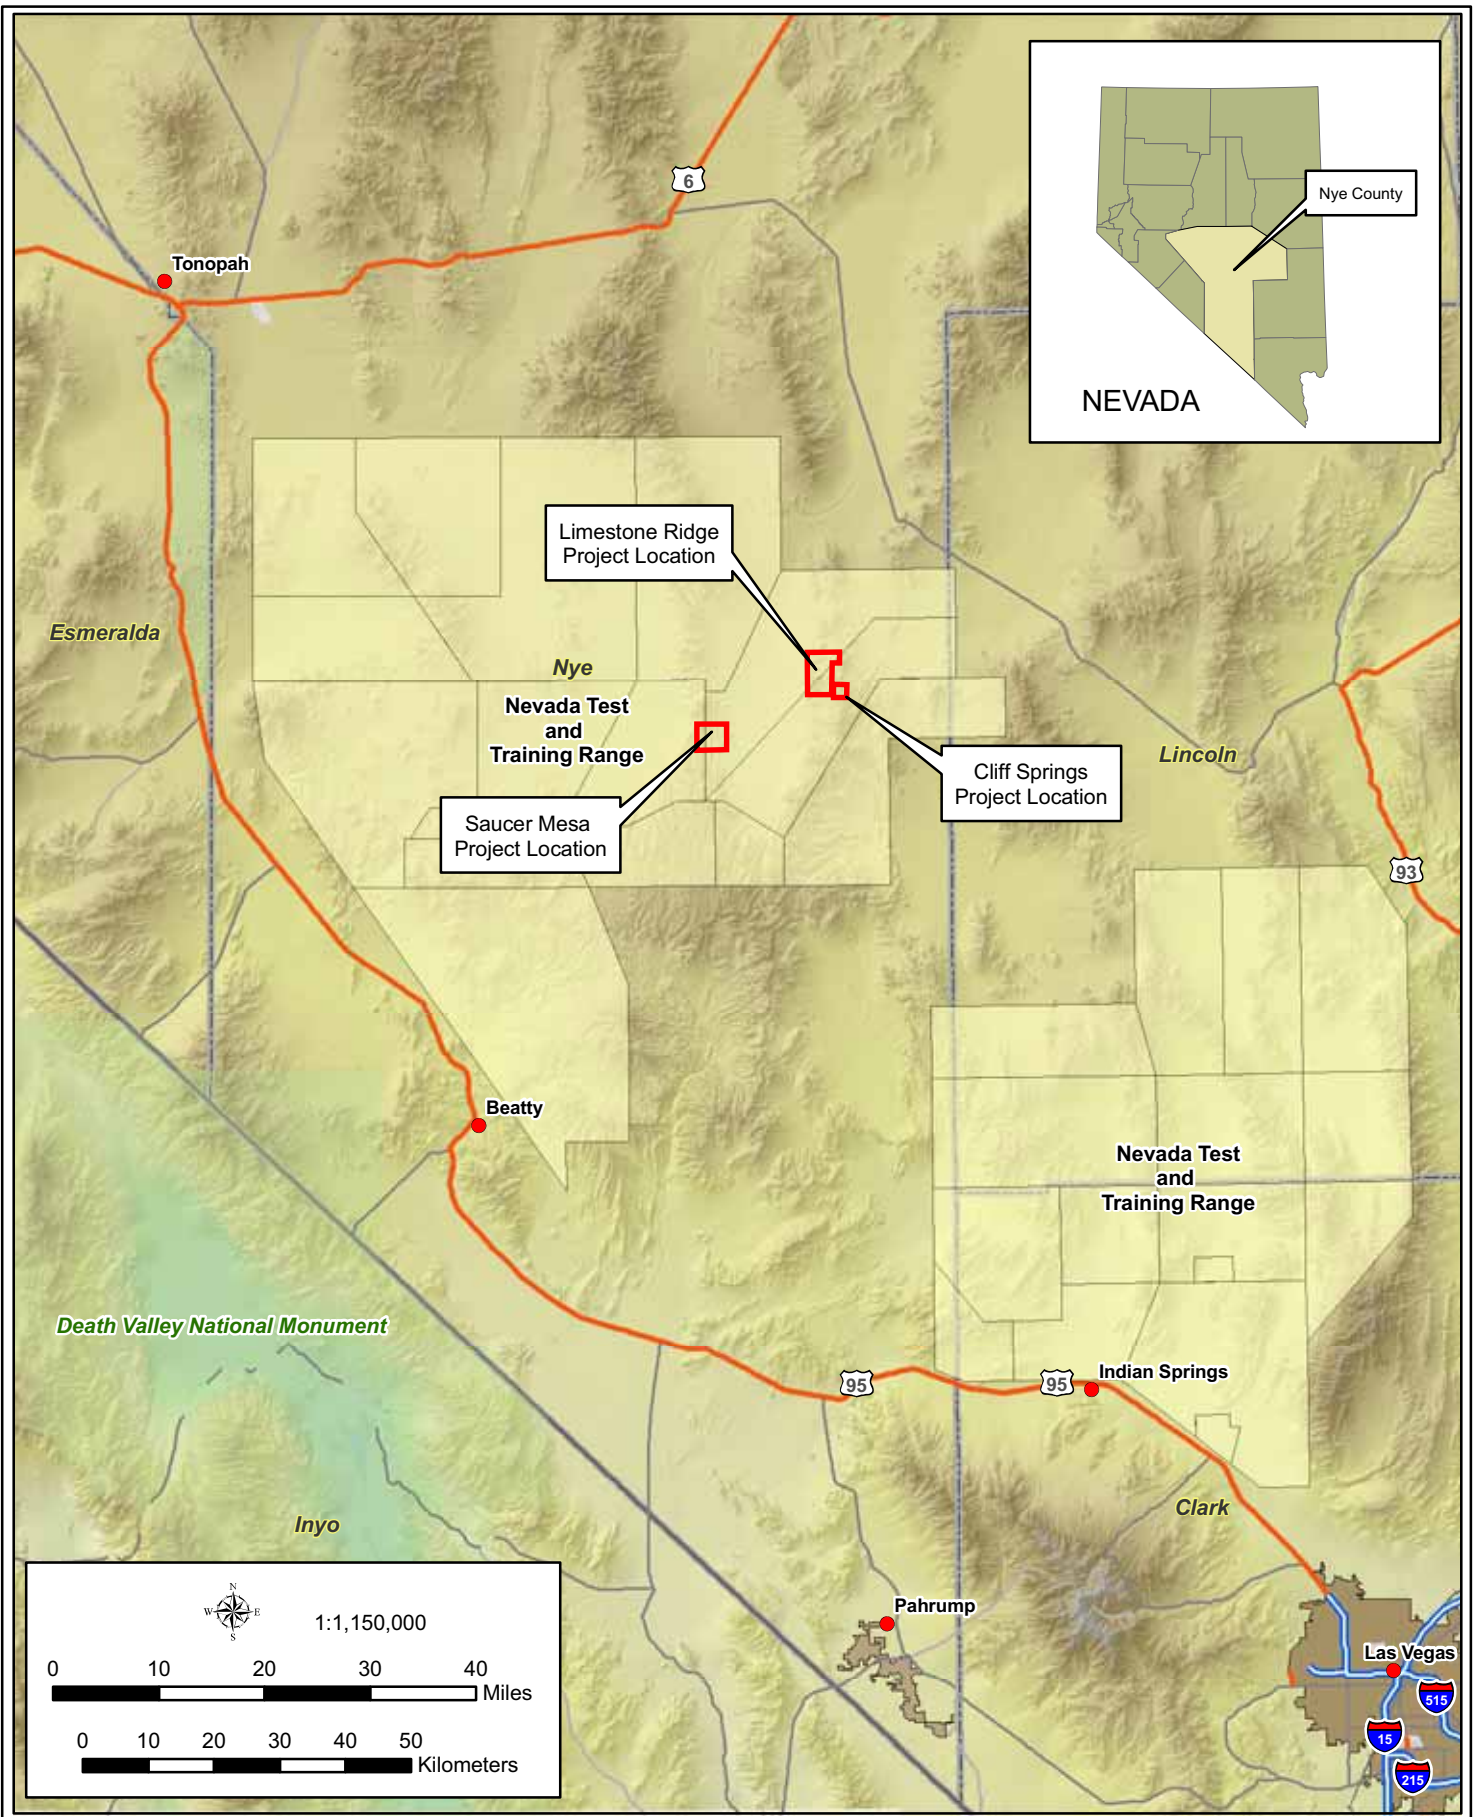 6
Nye County
NEVADA
Tonopah
Limestone Ridge
Project Location
Esmeralda
Nye
Nevada Test
and
Training Range
Lincoln
Cliff Springs
Project Location
Saucer Mesa
Project Location
93
Beatty
Nevada Test
and
Training Range
Death Valley National Monument
95
95
Indian Springs
Clark
Inyo
N
W E
S
1:1,150,000
0 10 20 30 40
Miles
0 10 20 30 40 50
Kilometers
Pahrump
Las Vegas
515
15
215